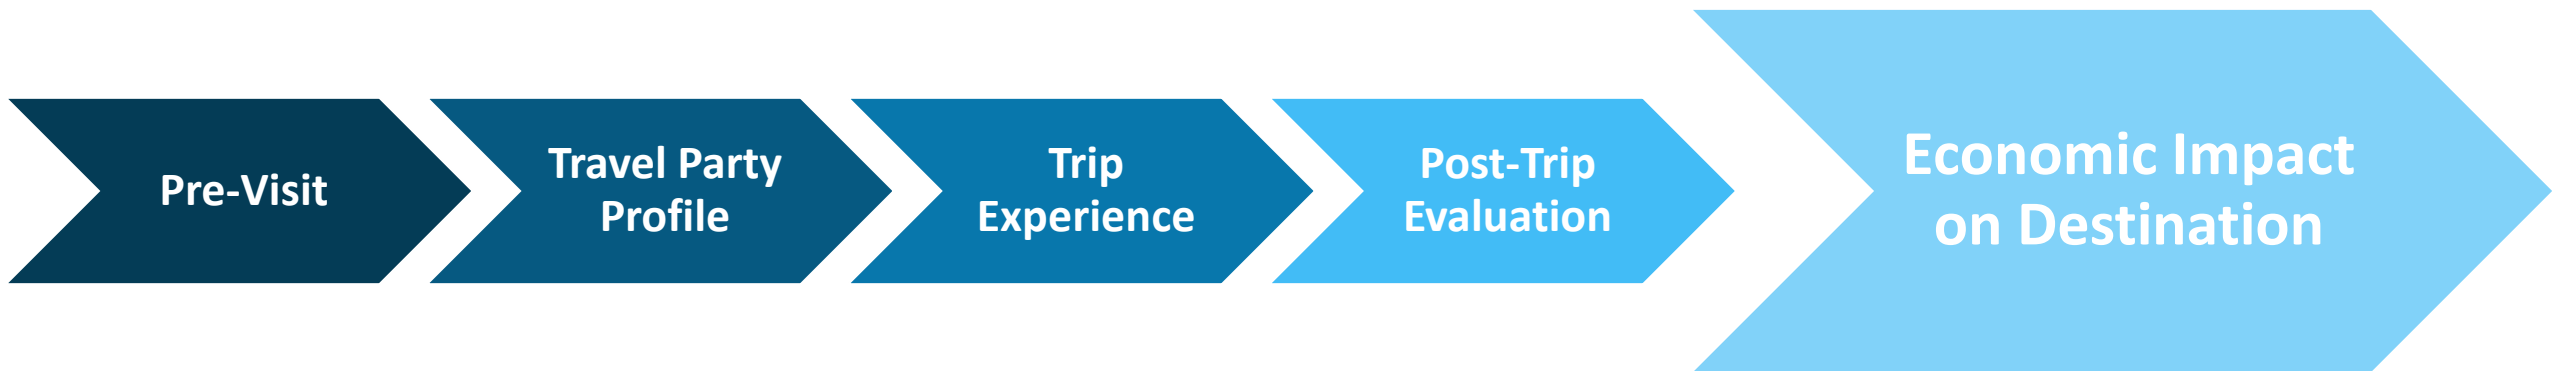 Pre-Visit
Travel Party
Profile
Trip
Experience
Post-Trip
Evaluation
Economic Impact
on Destination